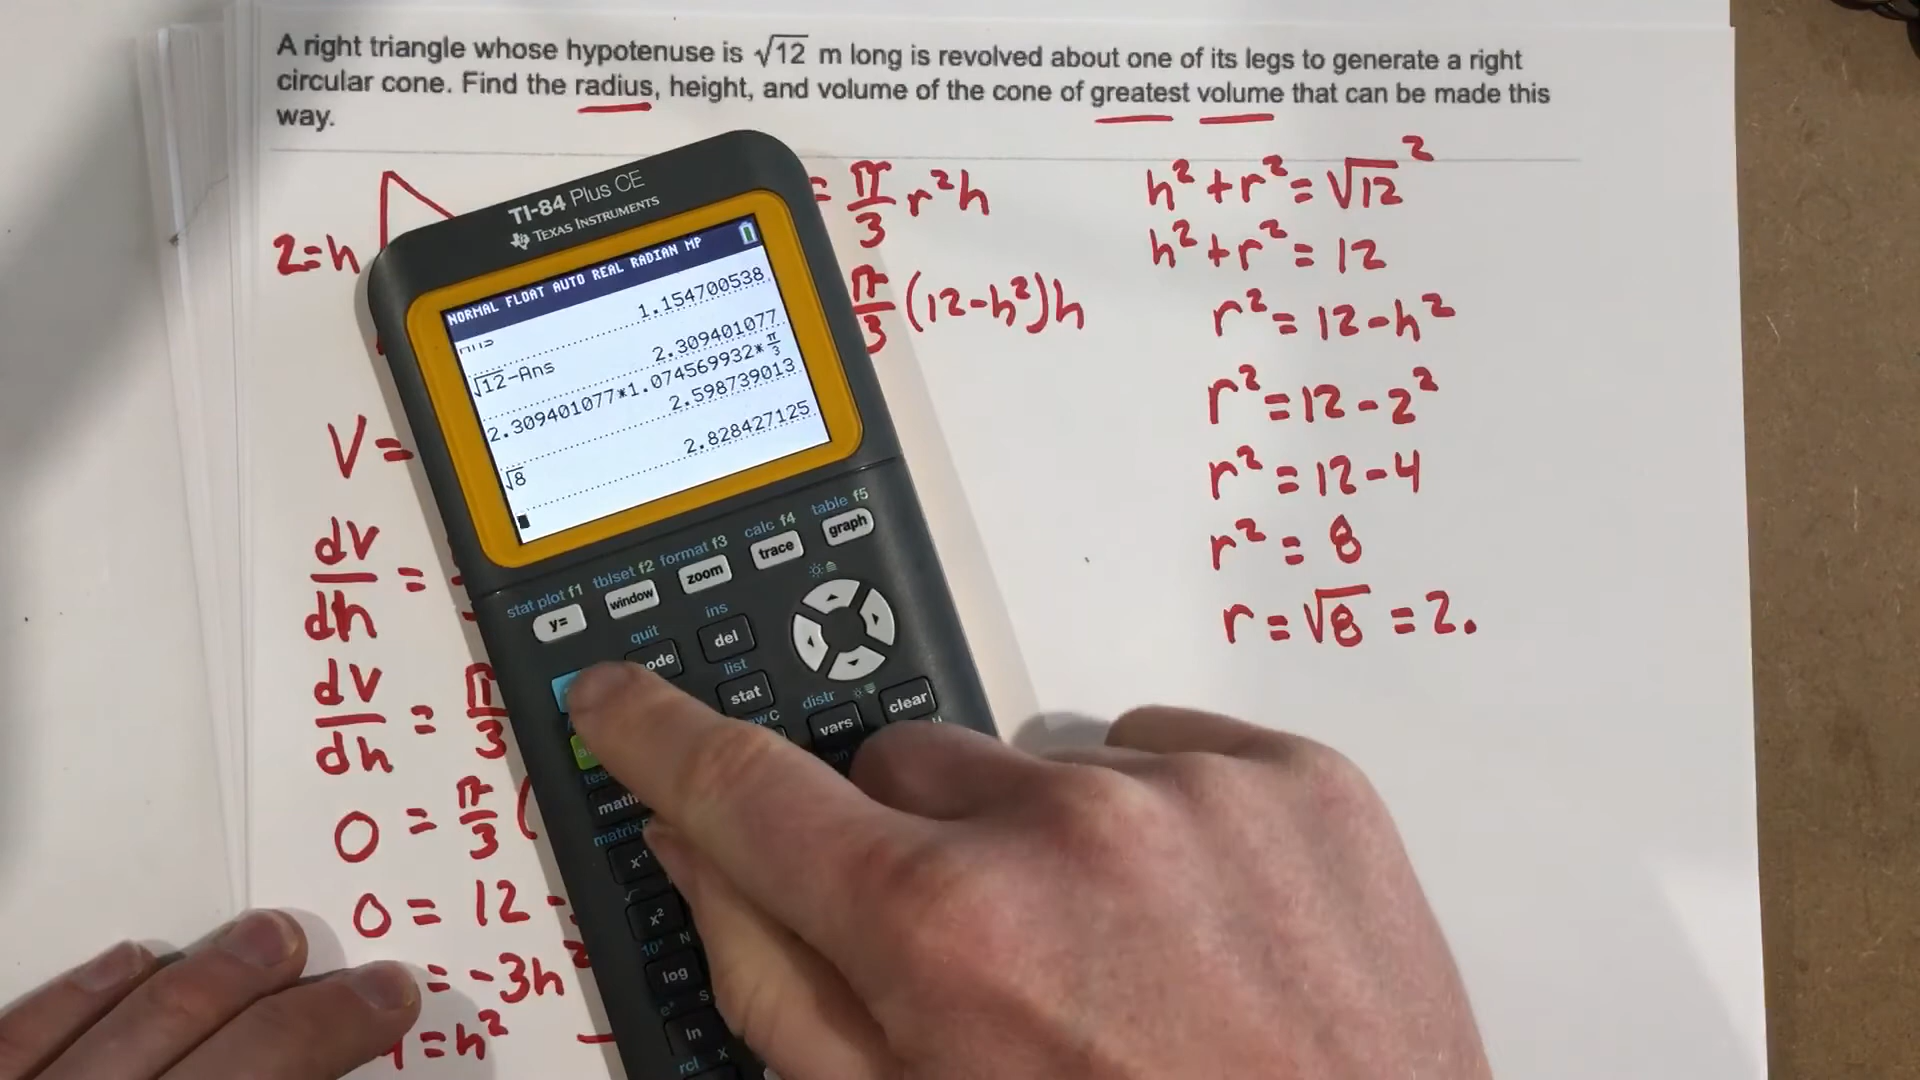 A right triangle whose hypotenuse is √12 m long is revolved about one of its legs to generate a right
circular cone. Find the radius, height, and volume of the cone of greatest volume that can be made this
way.
2=h
= π/3 r²h
π/3 (12-h²)h
V=
dv/dh =
dv/dh = π/3
0 = π/3 (
0 = 12 -
= -3h²
=h²
h²+r²=√12²
h²+r²=12
r²=12-h²
r²=12-2²
r²=12-4
r²=8
r=√8=2.
TI-84 Plus CE
TEXAS INSTRUMENTS
NORMAL FLOAT AUTO REAL RADIAN MP
1.154700538
√12-Ans
2.309401077
2.309401077*1.074569932*π/3
2.598739013
√8
2.828427125
stat plot f1 tblset f2 format f3 calc f4 table f5
y= window zoom trace graph
quit ins
ode del
list
stat
distr
vars clear
math
matrix
x⁻¹
√
x²
10ˣ N
log
eˣ S
ln
rcl X